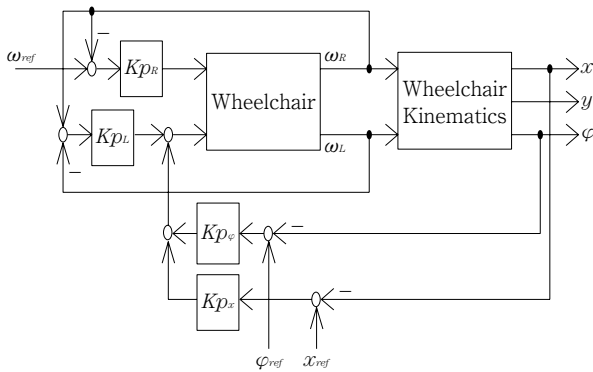 ω_ref
−
Kp_R
ω_R
x
Wheelchair
Wheelchair
Kinematics
y
Kp_L
−
ω_L
φ
Kp_φ
−
Kp_x
−
φ_ref
x_ref